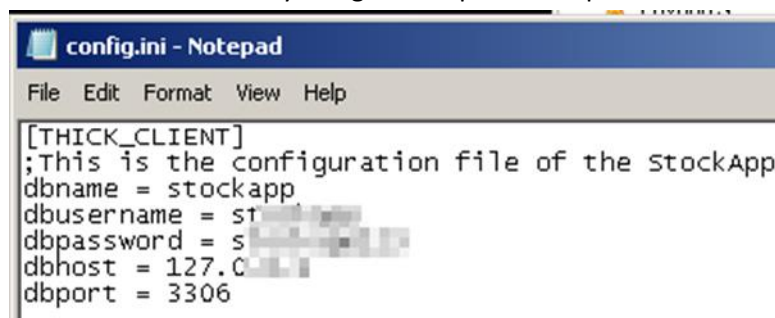 config.ini - Notepad
File Edit Format View Help
[THICK_CLIENT]
;This is the configuration file of the StockApp
dbname = stockapp
dbusername =
dbpassword =
dbhost =
dbport = 3306